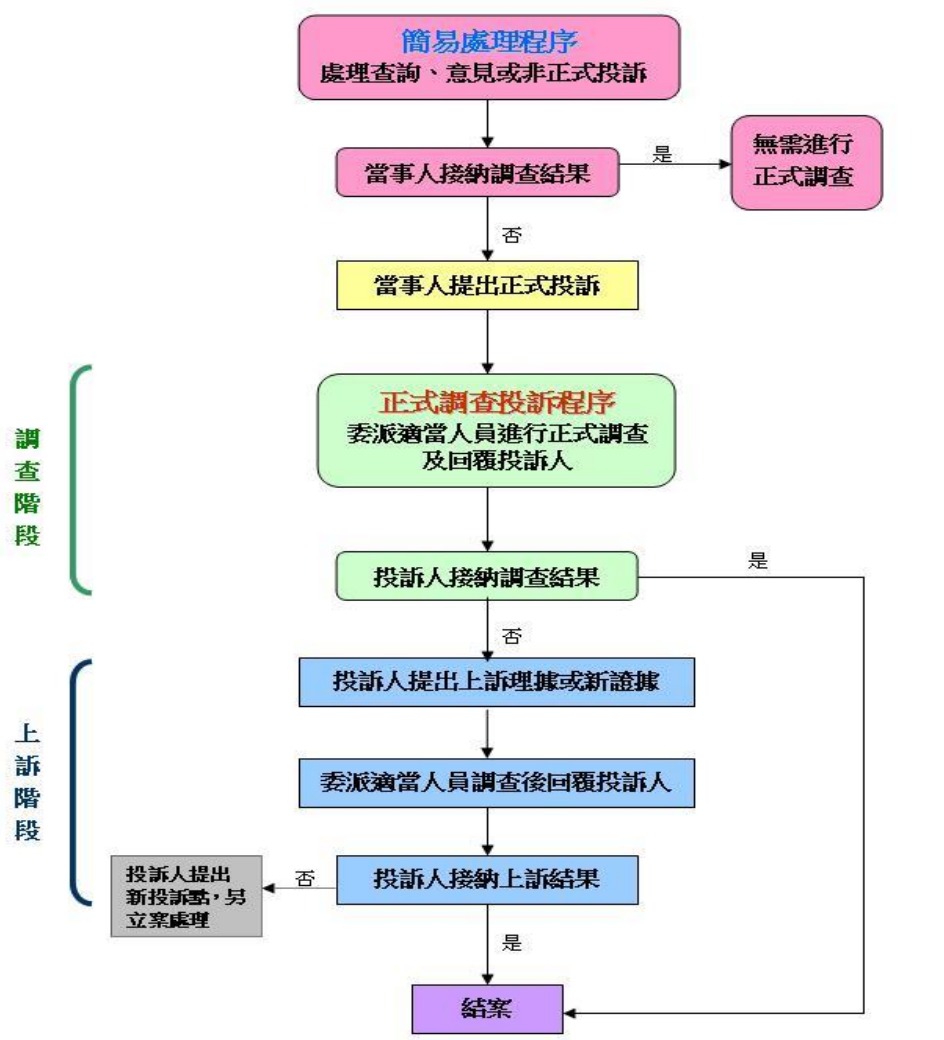 簡易處理程序
處理查詢、意見或非正式投訴
當事人接納調查結果
是
無需進行
正式調查
否
當事人提出正式投訴
調查階段
正式調查投訴程序
委派適當人員進行正式調查
及回覆投訴人
投訴人接納調查結果
是
否
上訴階段
投訴人提出上訴理據或新證據
委派適當人員調查後回覆投訴人
投訴人接納上訴結果
否
投訴人提出
新投訴點，另
立案處理
是
結案